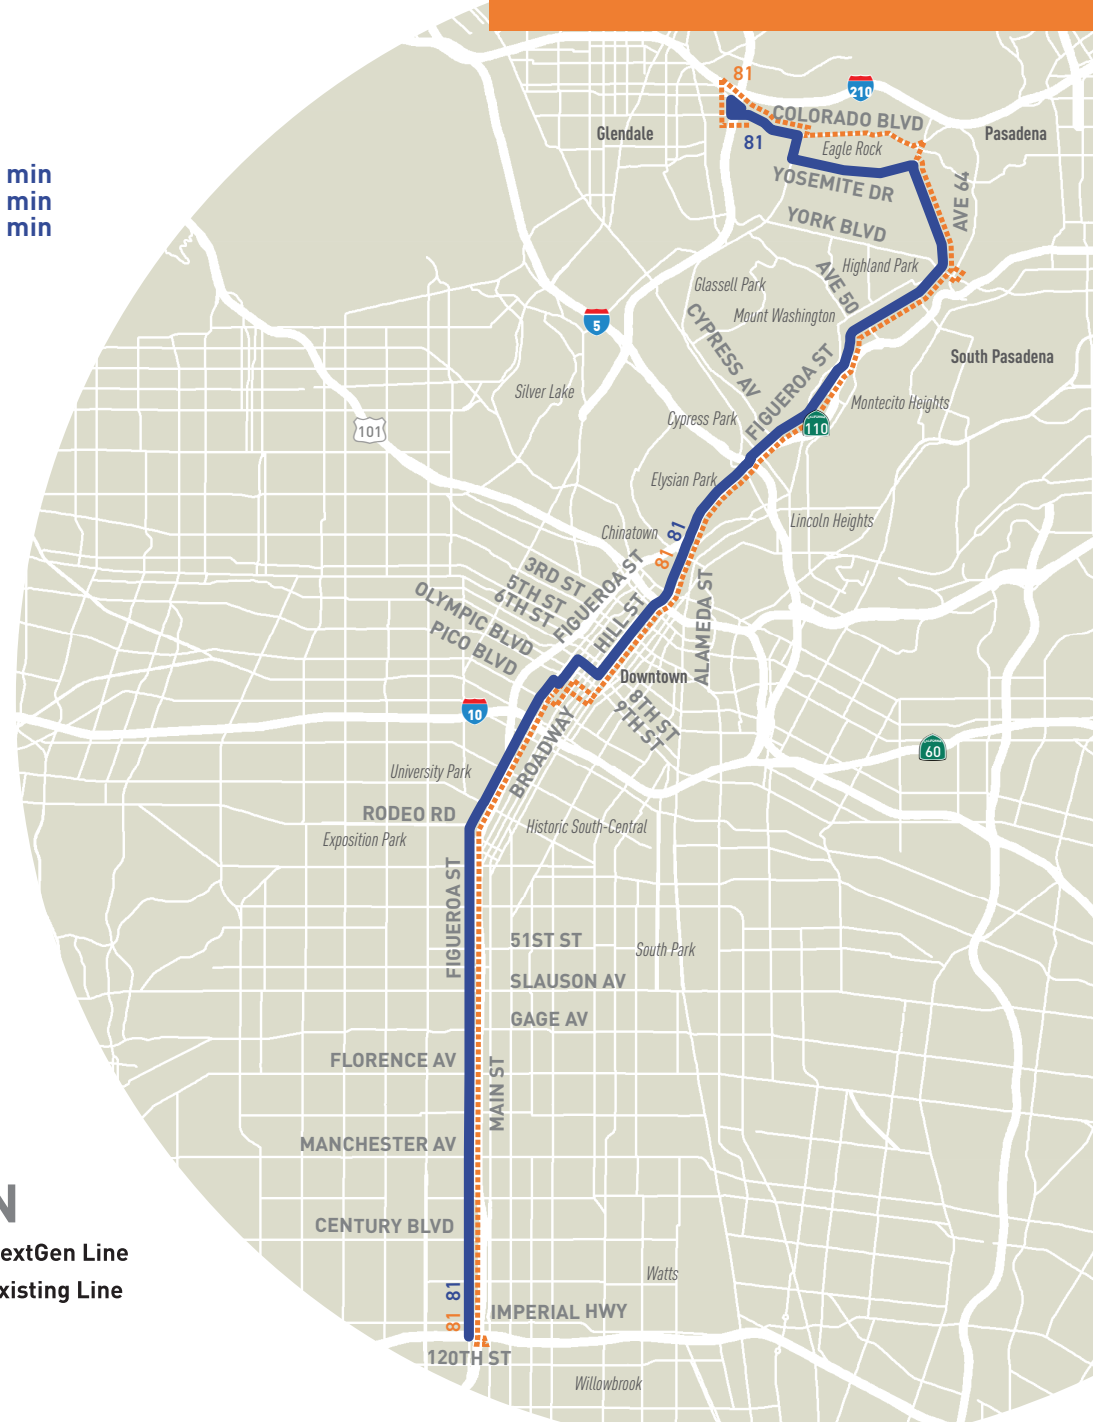 81
210
COLORADO BLVD
Glendale
Pasadena
81
Eagle Rock
min
min
min
YOSEMITE DR
AVE 64
YORK BLVD
Highland Park
AVE 50
Glassell Park
Mount Washington
5
CYPRESS AV
FIGUEROA ST
South Pasadena
Silver Lake
Montecito Heights
Cypress Park
110
101
Elysian Park
Lincoln Heights
Chinatown
81
81
3RD ST
5TH ST
6TH ST
FIGUEROA ST
OLYMPIC BLVD
PICO BLVD
HILL ST
ALAMEDA ST
Downtown
8TH ST
9TH ST
10
BROADWAY
60
University Park
RODEO RD
Historic South-Central
Exposition Park
FIGUEROA ST
51ST ST
South Park
SLAUSON AV
GAGE AV
FLORENCE AV
MAIN ST
MANCHESTER AV
N
CENTURY BLVD
extGen Line
Watts
xisting Line
81
81
IMPERIAL HWY
120TH ST
Willowbrook